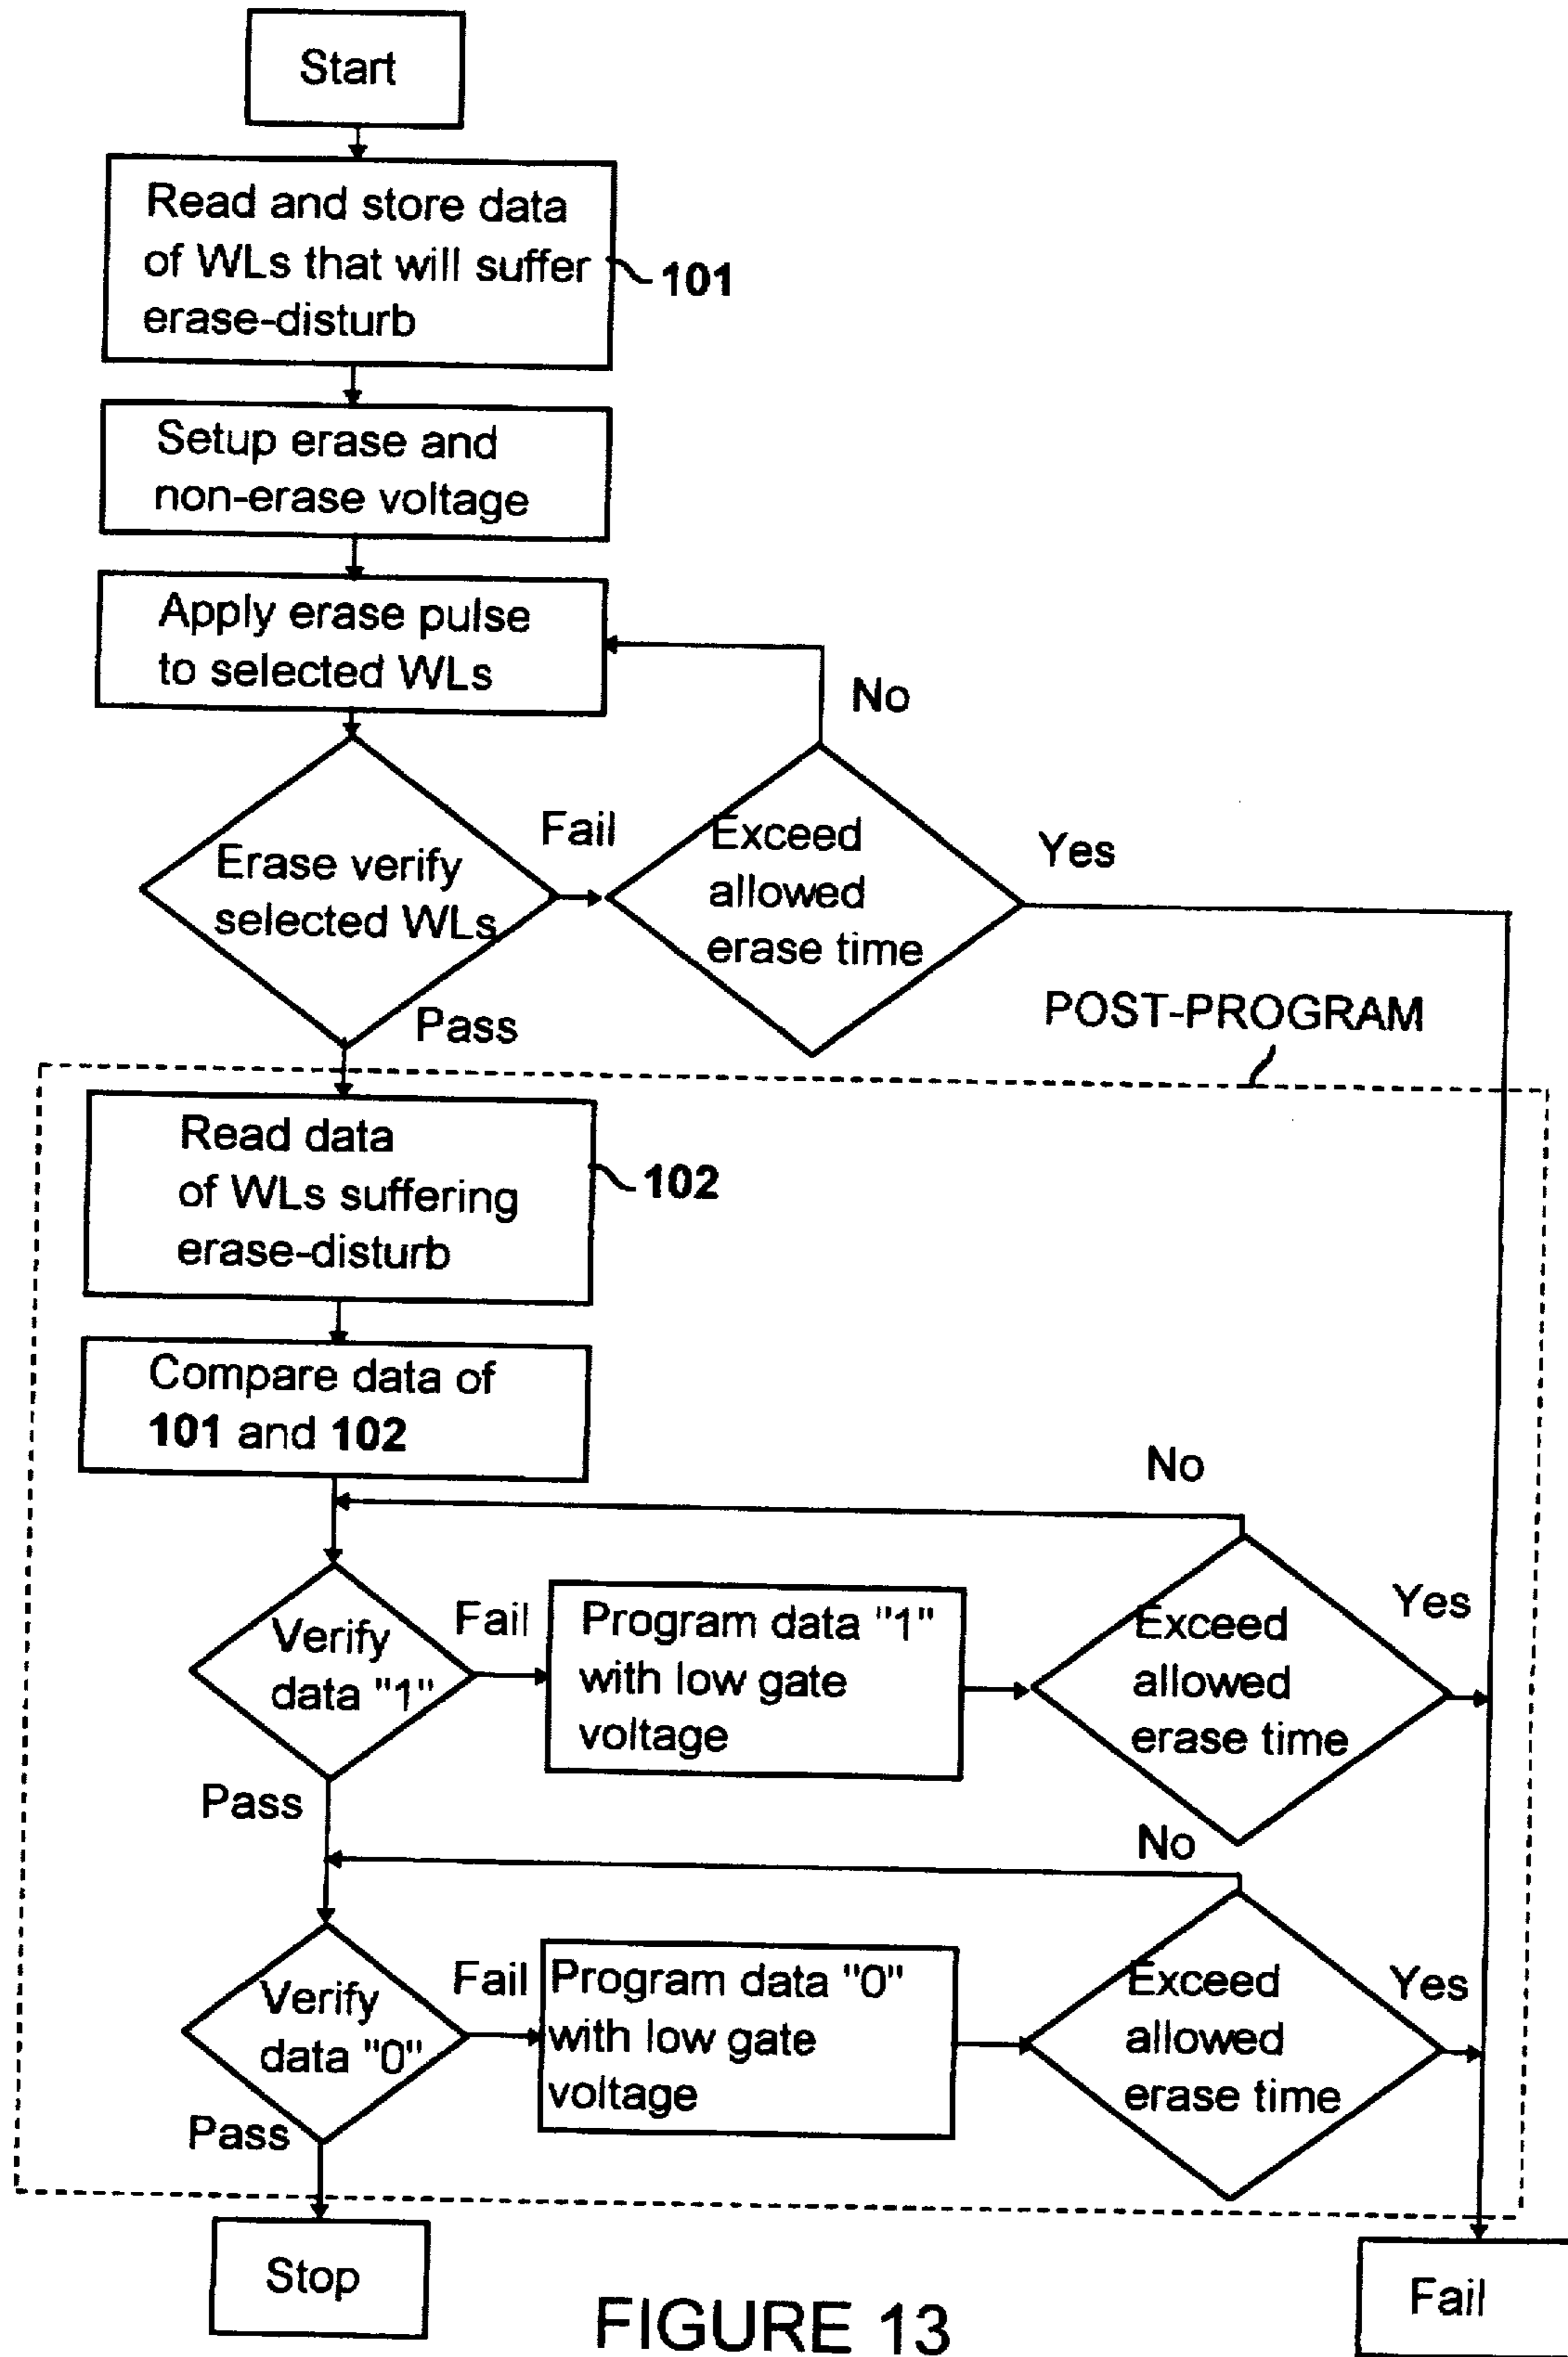 Start
Read and store data
of WLs that will suffer
erase-disturb
101
Setup erase and
non-erase voltage
Apply erase pulse
to selected WLs
No
Erase verify
selected WLs
Fail
Exceed
allowed
erase time
Yes
Pass
POST-PROGRAM
Read data
of WLs suffering
erase-disturb
102
Compare data of
101 and 102
No
Verify
data "1"
Fail
Program data "1"
with low gate
voltage
Exceed
allowed
erase time
Yes
Pass
No
Verify
data "0"
Fail
Program data "0"
with low gate
voltage
Exceed
allowed
erase time
Yes
Pass
Stop
Fail
FIGURE 13